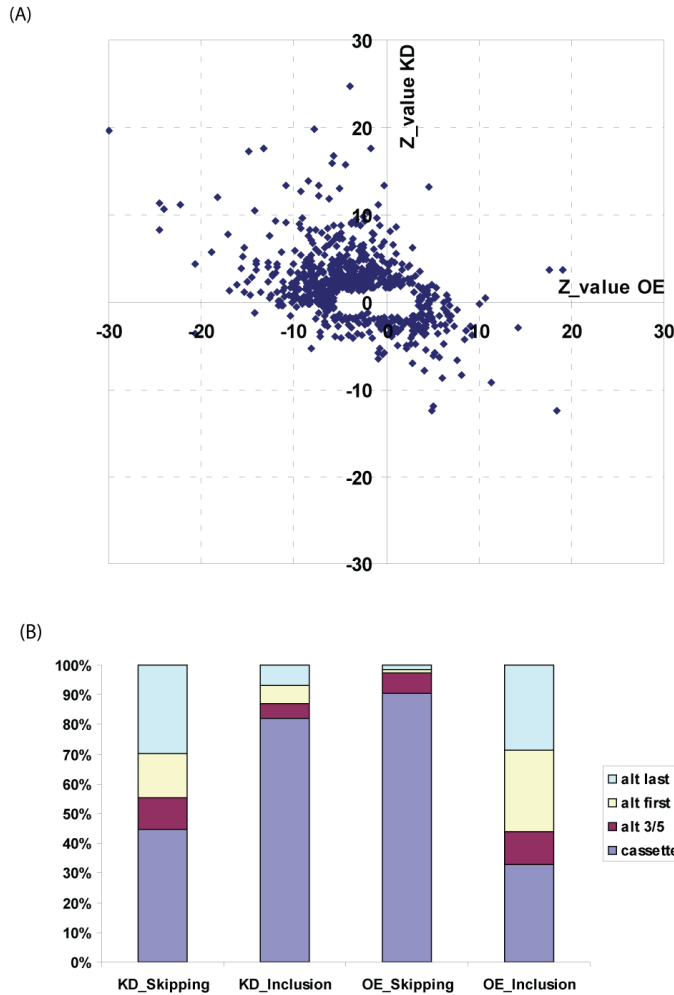 (A)
30
Z_value KD
20
10
Z_value OE
0
-30
-20
-10
0
10
20
30
-10
-20
-30
(B)
100%
90%
80%
70%
60%
50%
40%
30%
20%
10%
0%
alt last
alt first
alt 3/5
cassette
KD_Skipping
KD_Inclusion
OE_Skipping
OE_Inclusion